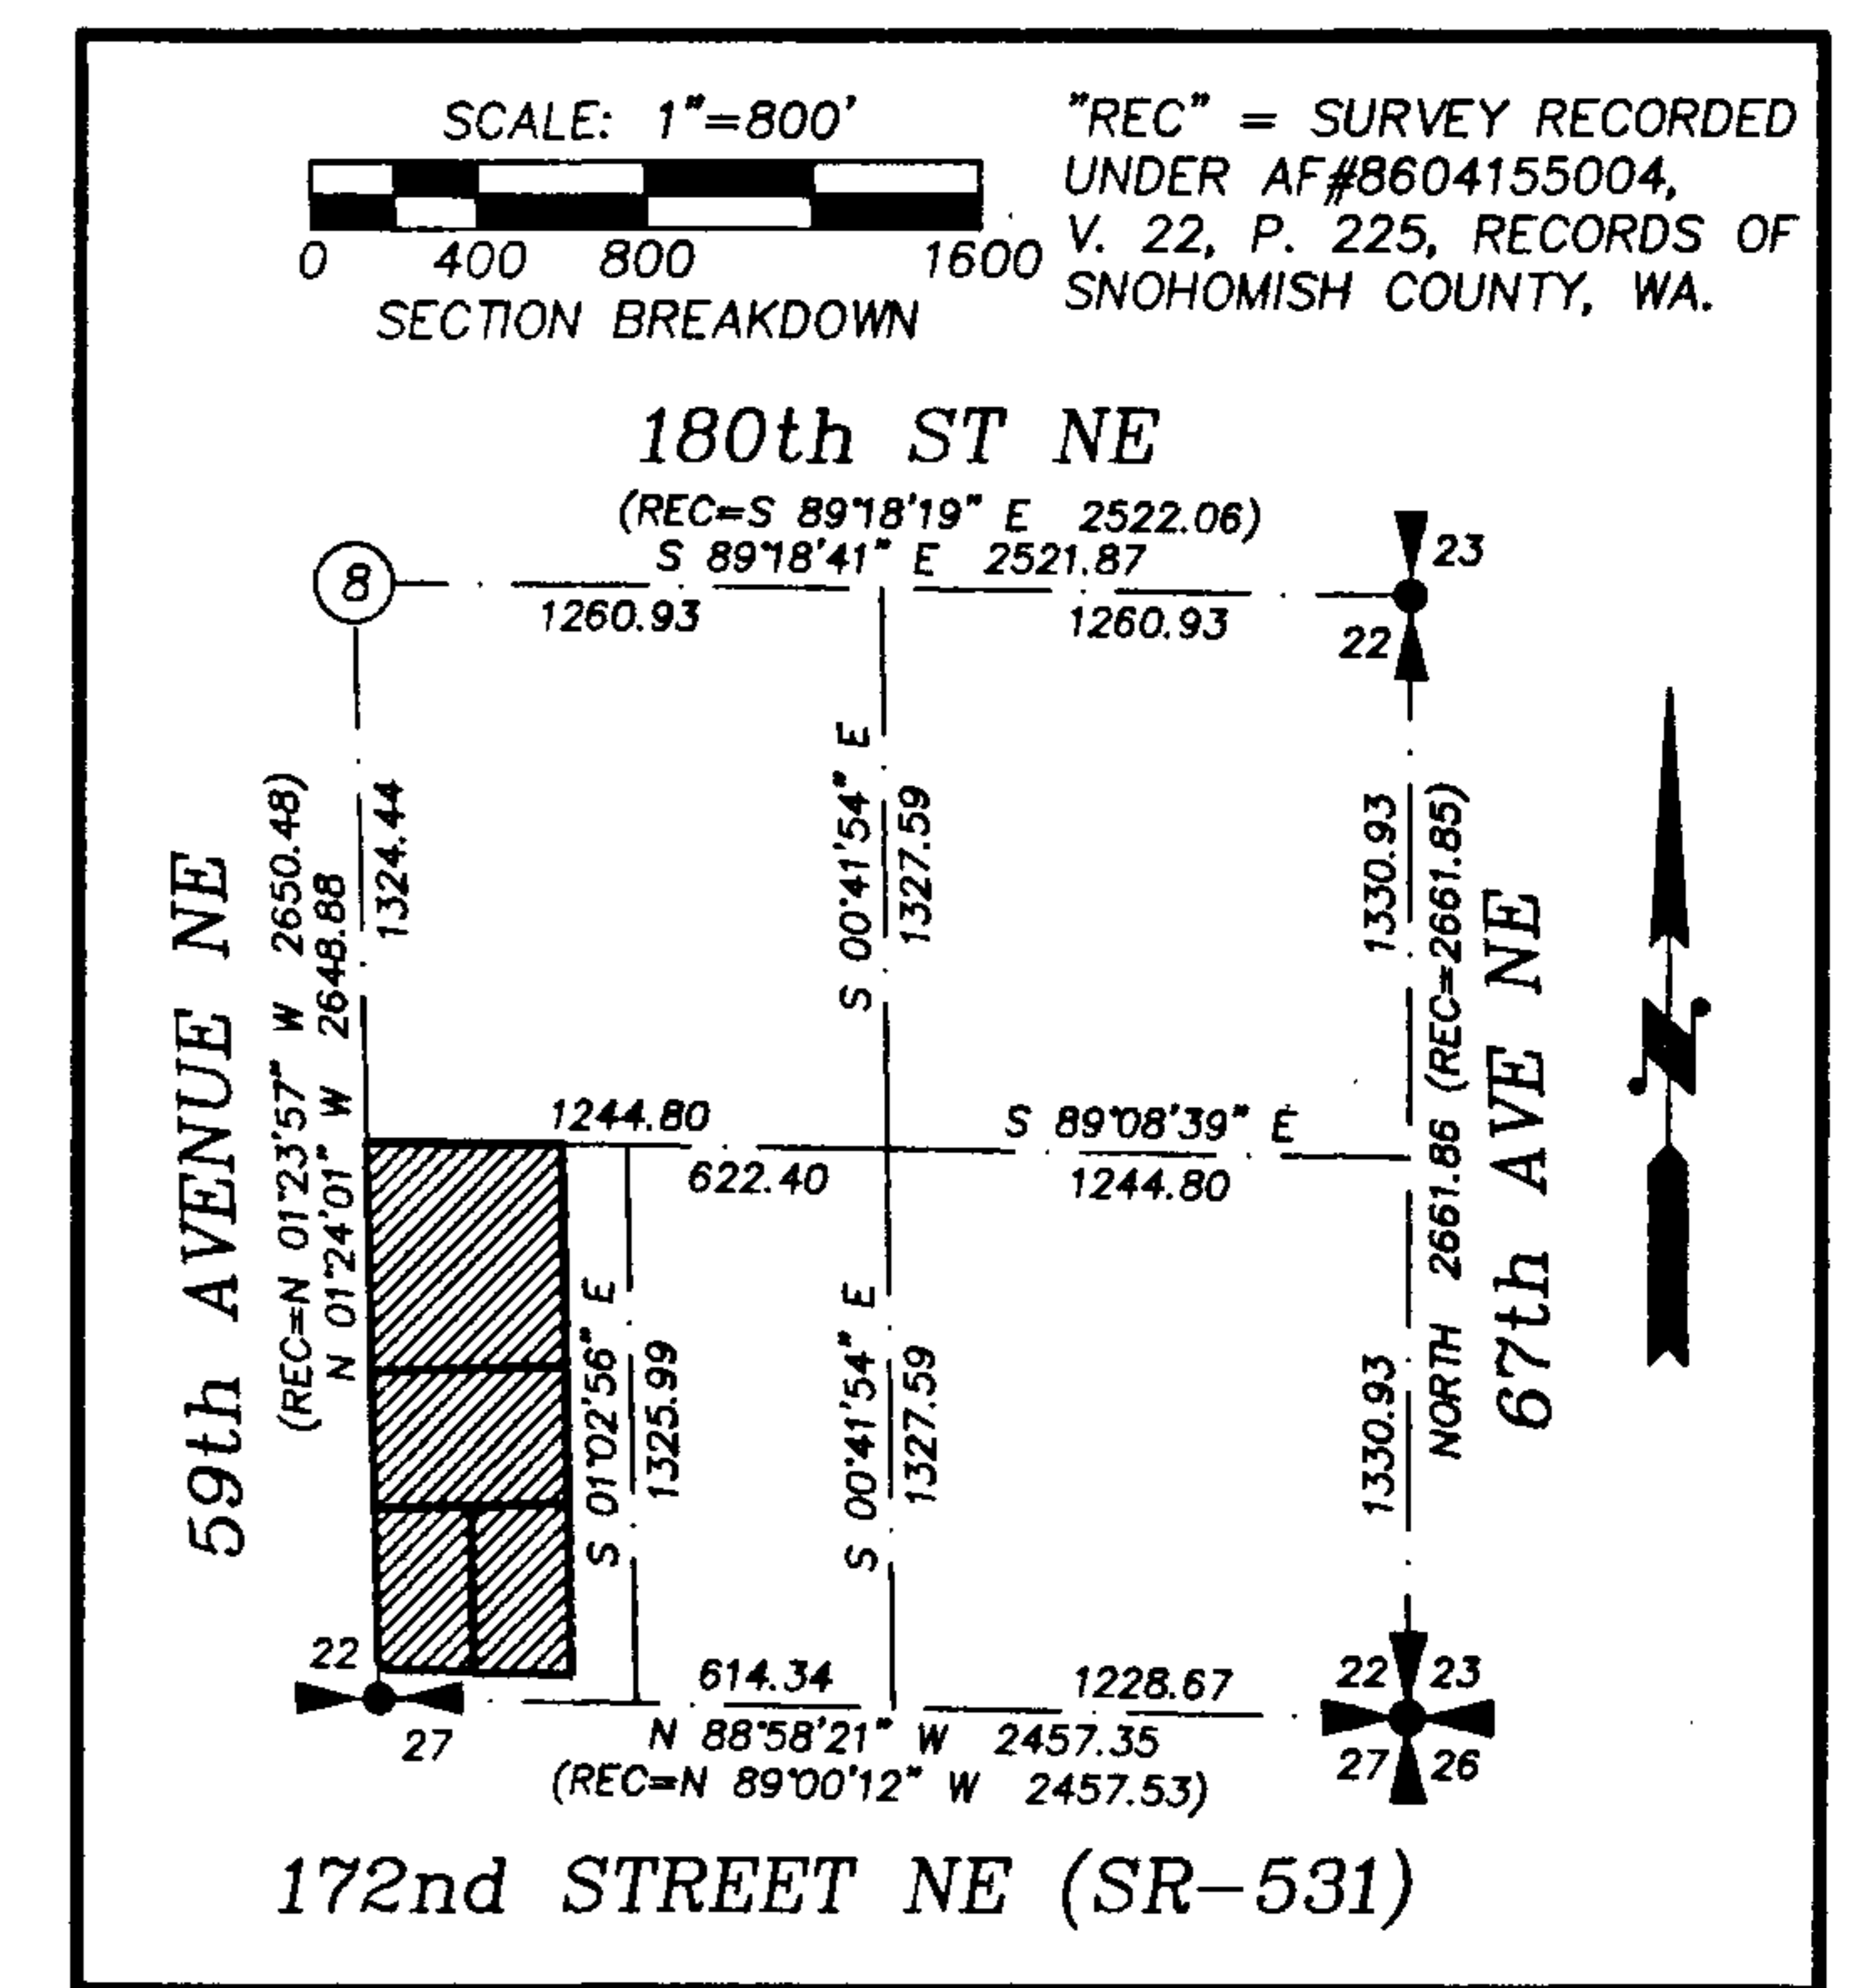 SCALE: 1"=800'
0 400 800 1600
SECTION BREAKDOWN
"REC" = SURVEY RECORDED
UNDER AF#8604155004,
V. 22, P. 225, RECORDS OF
SNOHOMISH COUNTY, WA.
180th ST NE
(REC=S 89°18'19" E 2522.06)
S 89°18'41" E 2521.87
8
1260.93
1260.93
23
22
59th AVENUE NE
(REC=N 01°23'57" W 2650.48)
N 01°24'01" W 2648.88
1324.44
S 00°41'54" E
1327.59
1330.93
NORTH 2661.86 (REC=2661.85)
67th AVE NE
N
1244.80
622.40
S 89°08'39" E
1244.80
S 01°02'56" E
1325.99
S 00°41'54" E
1327.59
1330.93
22
27
614.34
1228.67
N 88°58'21" W 2457.35
(REC=N 89°00'12" W 2457.53)
22 23
27 26
172nd STREET NE (SR-531)